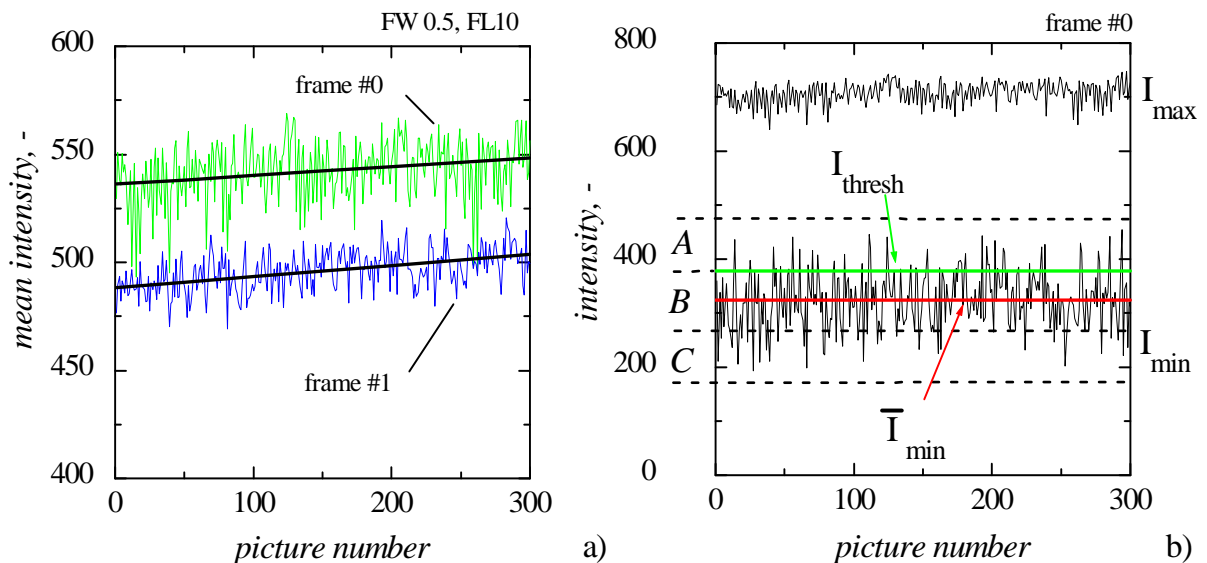 FW 0.5, FL10
600
550
500
450
400
mean intensity, -
frame #0
frame #1
0
100
200
300
picture number
a)
frame #0
800
600
400
200
0
intensity, -
I max
I thresh
A
B
C
I min
I min
0
100
200
300
picture number
b)